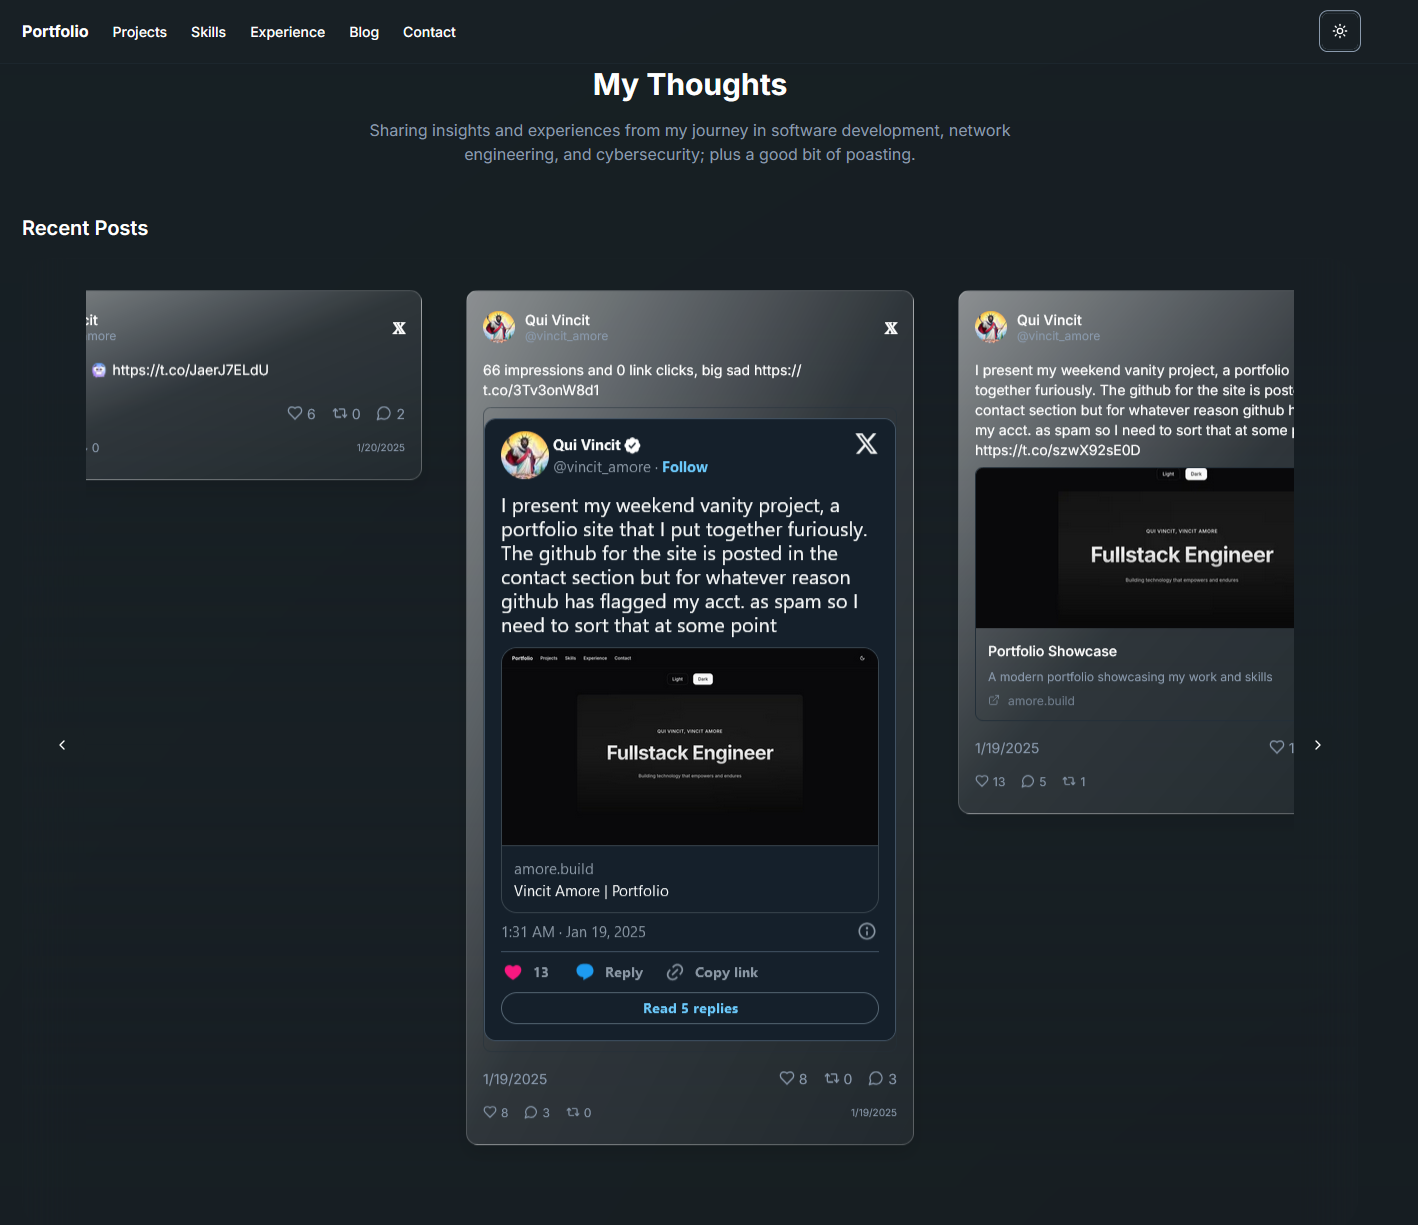 Portfolio Projects Skills Experience Blog Contact
My Thoughts
Sharing insights and experiences from my journey in software development, network
engineering, and cybersecurity; plus a good bit of poasting.
Recent Posts
cit
more
https://t.co/JaerJ7ELdU
6 0 2
0 1/20/2025
Qui Vincit
@vincit_amore
66 impressions and 0 link clicks, big sad https://
t.co/3Tv3onW8d1
Qui Vincit
@vincit_amore · Follow
I present my weekend vanity project, a
portfolio site that I put together furiously.
The github for the site is posted in the
contact section but for whatever reason
github has flagged my acct. as spam so I
need to sort that at some point
Portfolio Projects Skills Experience Contact
Light Dark
QUI VINCIT, VINCIT AMORE
Fullstack Engineer
Building technology that empowers and endures
amore.build
Vincit Amore | Portfolio
1:31 AM · Jan 19, 2025
13 Reply Copy link
Read 5 replies
1/19/2025 8 0 3
8 3 0 1/19/2025
Qui Vincit
@vincit_amore
I present my weekend vanity project, a portfolio
together furiously. The github for the site is post
contact section but for whatever reason github h
my acct. as spam so I need to sort that at some p
https://t.co/szwX92sE0D
Light Dark
QUI VINCIT, VINCIT AMORE
Fullstack Engineer
Building technology that empowers and endures
Portfolio Showcase
A modern portfolio showcasing my work and skills
amore.build
1/19/2025 1
13 5 1